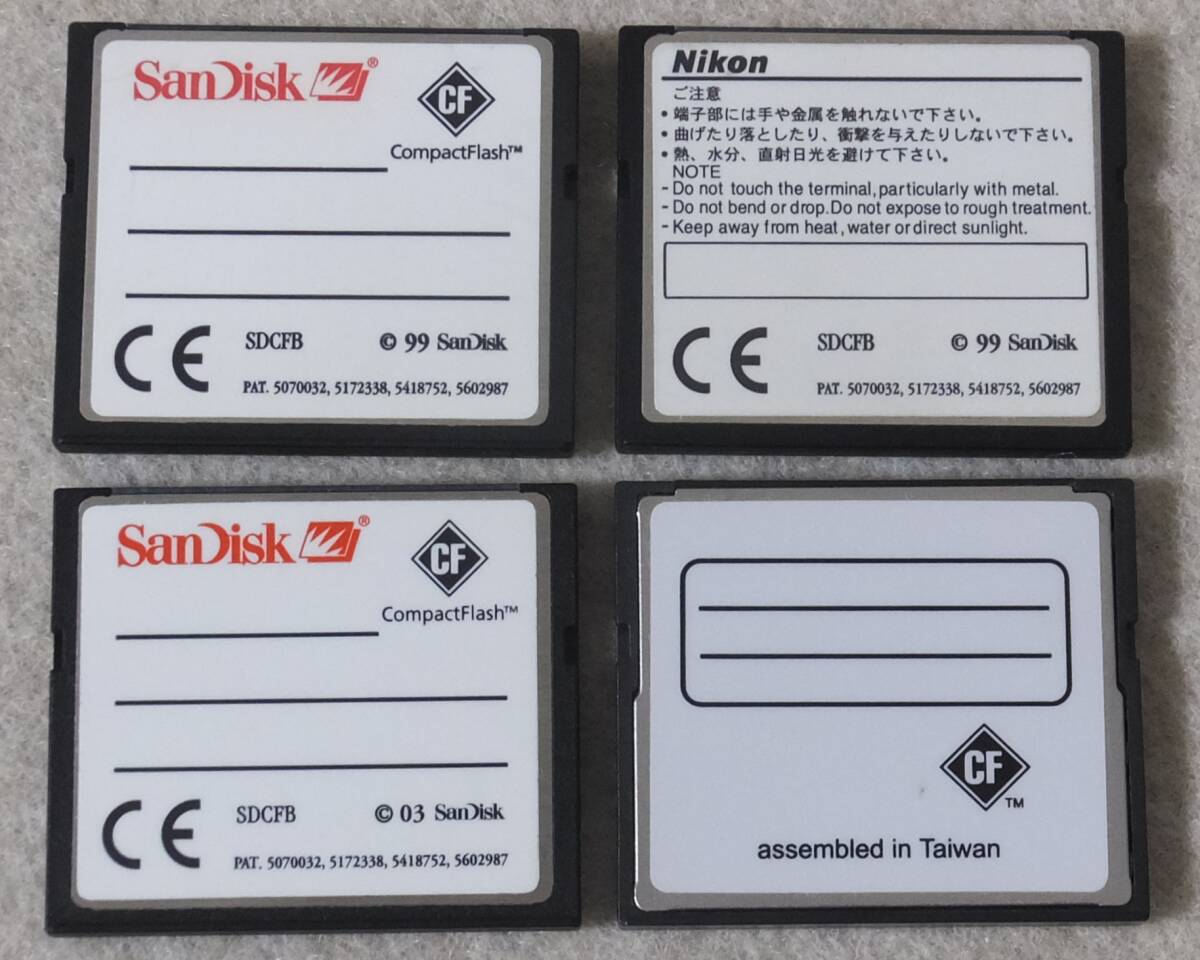 SanDisk ®
CF
CompactFlash™
CE SDCFB © 99 SanDisk
PAT. 5070032, 5172338, 5418752, 5602987
Nikon
ご注意
• 端子部には手や金属を触れないで下さい。
• 曲げたり落としたり、衝撃を与えたりしないで下さい。
• 熱、水分、直射日光を避けて下さい。
NOTE
- Do not touch the terminal, particularly with metal.
- Do not bend or drop. Do not expose to rough treatment.
- Keep away from heat, water or direct sunlight.
CE SDCFB © 99 SanDisk
PAT. 5070032, 5172338, 5418752, 5602987
SanDisk ®
CF
CompactFlash™
CE SDCFB © 03 SanDisk
PAT. 5070032, 5172338, 5418752, 5602987
CF ™
assembled in Taiwan